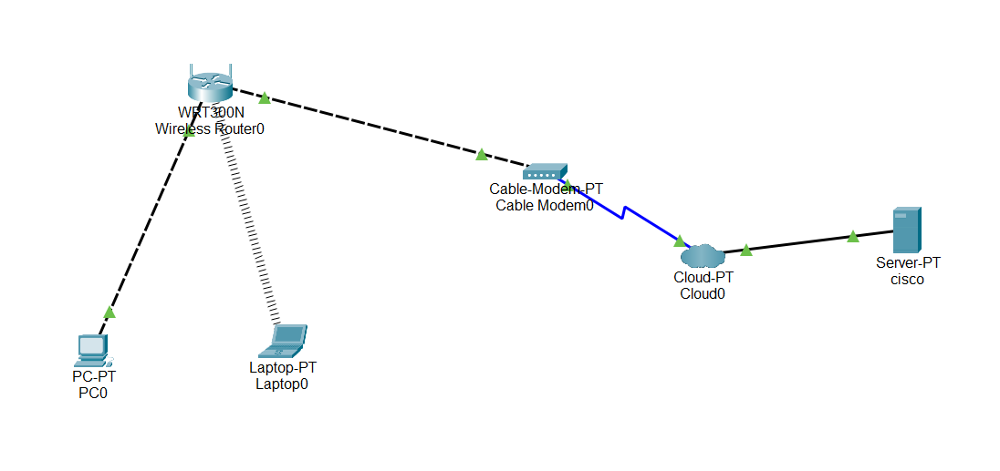 WRT300N
Wireless Router0
Cable-Modem-PT
Cable Modem0
Cloud-PT
Cloud0
Server-PT
cisco
PC-PT
PC0
Laptop-PT
Laptop0